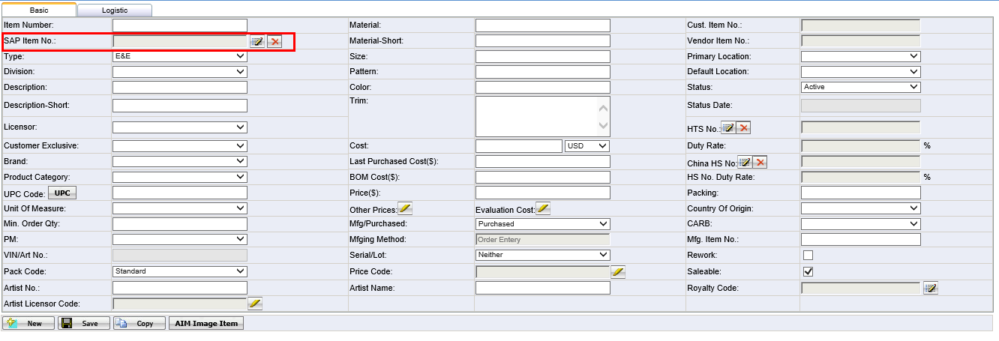 Basic Logistic
Item Number: Material: Cust. Item No.:
SAP Item No.: Material-Short: Vendor Item No.:
Type: E&E Size: Primary Location:
Division: Pattern: Default Location:
Description: Color: Status: Active
Description-Short: Trim: Status Date:
Licensor: HTS No.:
Customer Exclusive: Cost: USD Duty Rate: %
Brand: Last Purchased Cost($): China HS No:
Product Category: BOM Cost($): HS No. Duty Rate: %
UPC Code: UPC Price($): Packing:
Unit Of Measure: Other Prices: Evaluation Cost: Country Of Origin:
Min. Order Qty: Mfg/Purchased: Purchased CARB:
PM: Mfging Method: Order Entery Mfg. Item No.:
VIN/Art No.: Serial/Lot: Neither Rework:
Pack Code: Standard Price Code: Saleable:
Artist No.: Artist Name: Royalty Code:
Artist Licensor Code:
New Save Copy AIM Image Item